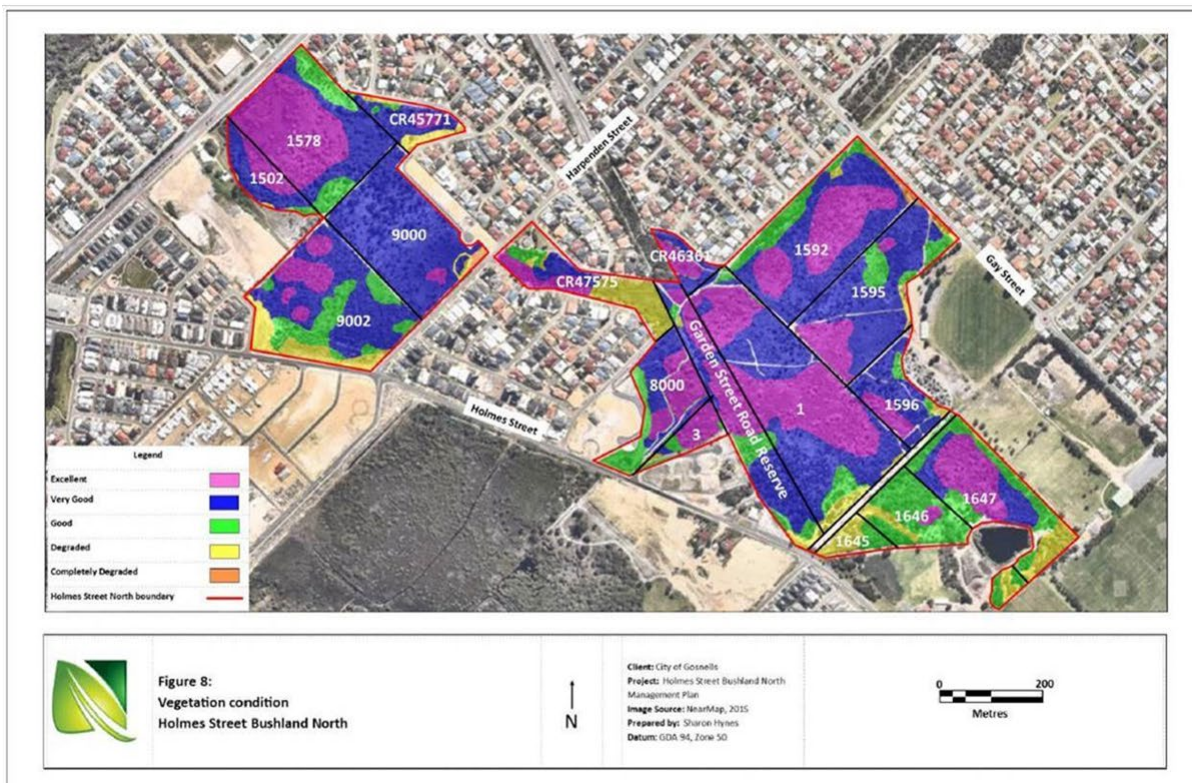 1578
CR45771
1502
9000
9002
Harpenden Street
CR46361
CR47575
1592
1595
Gay Street
Garden Street Road Reserve
8000
3
1
1596
Holmes Street
1647
1646
1645
Legend
Excellent
Very Good
Good
Degraded
Completely Degraded
Holmes Street North boundary
Figure 8:
Vegetation condition
Holmes Street Bushland North
N
Client: City of Gosnells
Project: Holmes Street Bushland North
Management Plan
Image Source: NearMap, 2015
Prepared by: Sharon Hynes
Datum: GDA 94, Zone 50
0 200
Metres